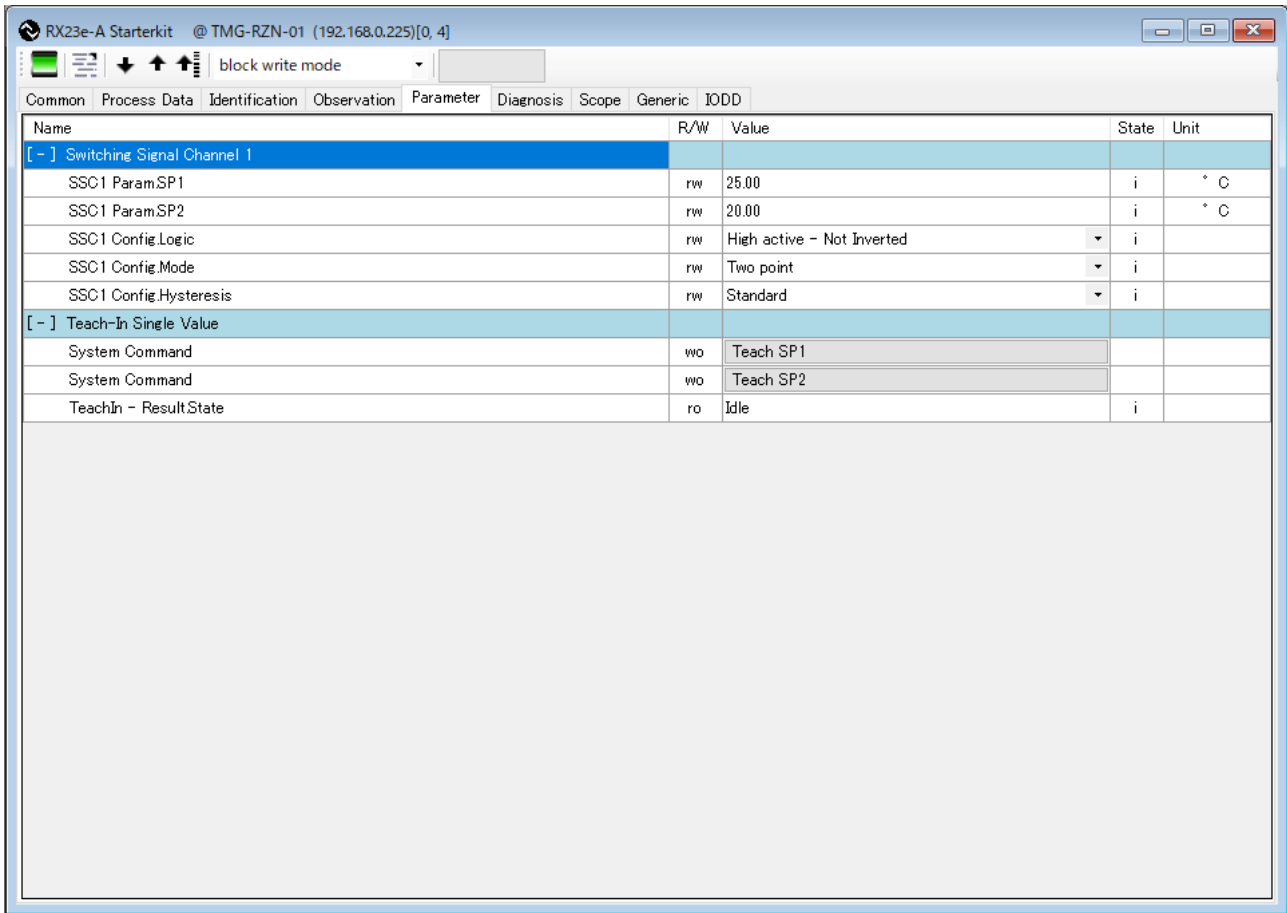 RX23e-A Starterkit @ TMG-RZN-01 (192.168.0.225)[0, 4]
block write mode
Common Process Data Identification Observation Parameter Diagnosis Scope Generic IODD
Name R/W Value State Unit
[ - ] Switching Signal Channel 1
SSC1 Param.SP1 rw 25.00 i ° C
SSC1 Param.SP2 rw 20.00 i ° C
SSC1 Config.Logic rw High active - Not Inverted i
SSC1 Config.Mode rw Two point i
SSC1 Config.Hysteresis rw Standard i
[ - ] Teach-In Single Value
System Command wo Teach SP1
System Command wo Teach SP2
TeachIn - Result.State ro Idle i